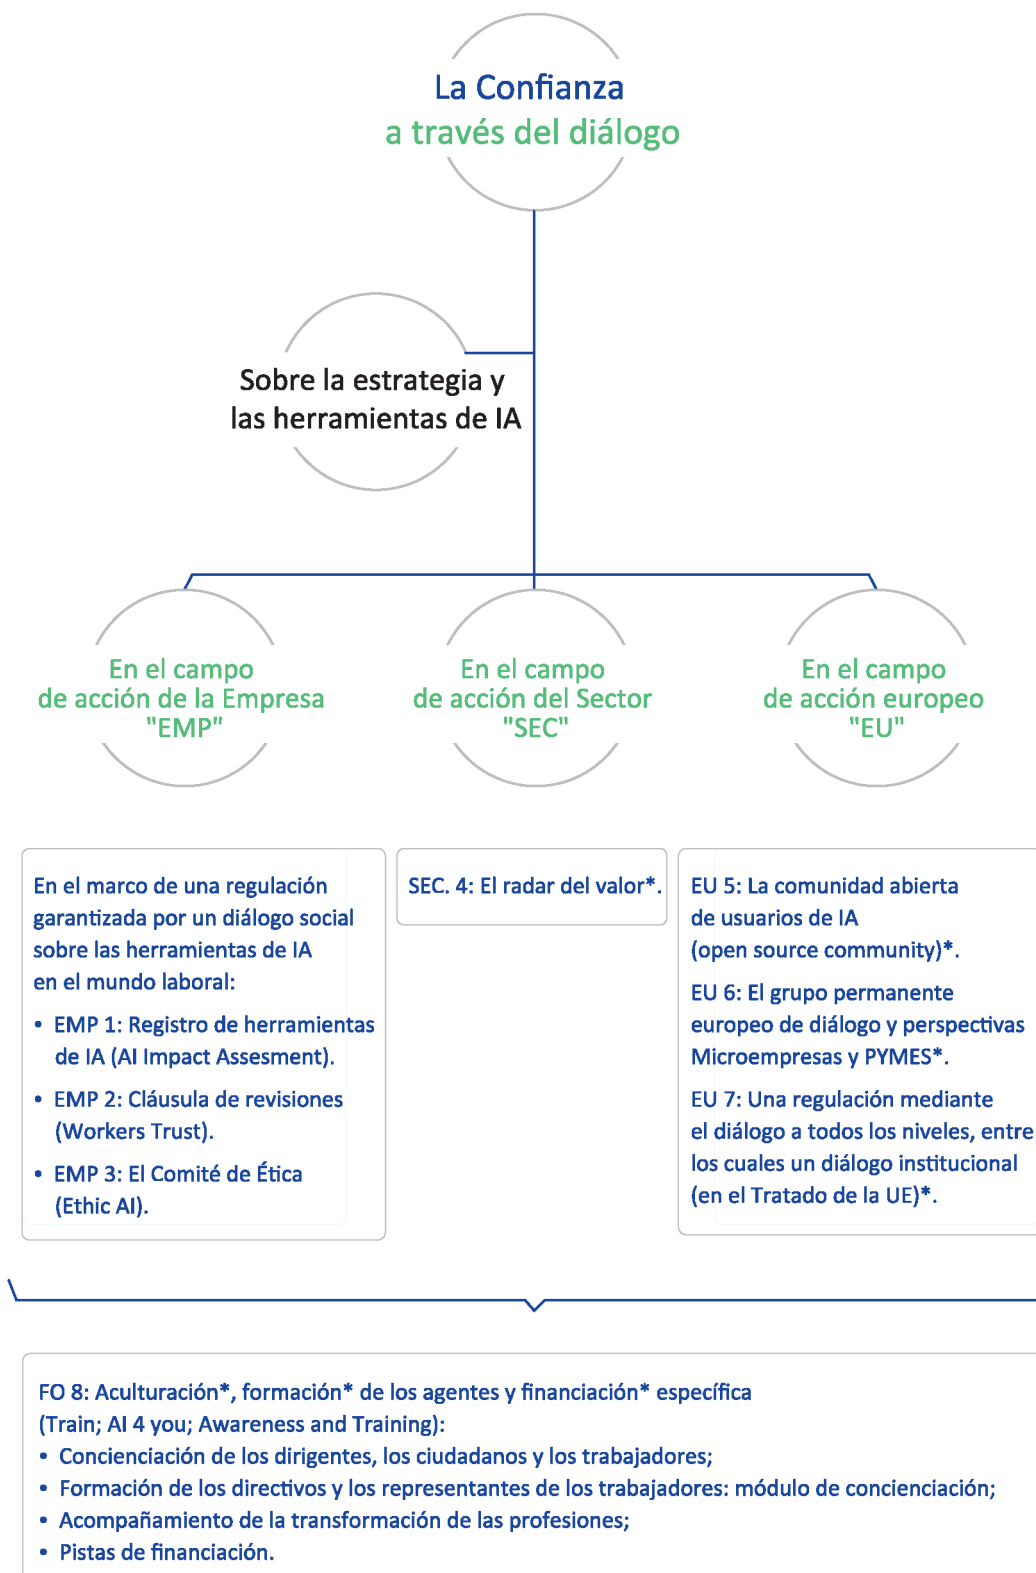 La Confianza
a través del diálogo
Sobre la estrategia y
las herramientas de IA
En el campo
de acción de la Empresa
"EMP"
En el campo
de acción del Sector
"SEC"
En el campo
de acción europeo
"EU"
En el marco de una regulación
garantizada por un diálogo social
sobre las herramientas de IA
en el mundo laboral:
• EMP 1: Registro de herramientas
de IA (AI Impact Assesment).
• EMP 2: Cláusula de revisiones
(Workers Trust).
• EMP 3: El Comité de Ética
(Ethic AI).
SEC. 4: El radar del valor*.
EU 5: La comunidad abierta
de usuarios de IA
(open source community)*.
EU 6: El grupo permanente
europeo de diálogo y perspectivas
Microempresas y PYMES*.
EU 7: Una regulación mediante
el diálogo a todos los niveles, entre
los cuales un diálogo institucional
(en el Tratado de la UE)*.
FO 8: Aculturación*, formación* de los agentes y financiación* específica
(Train; AI 4 you; Awareness and Training):
• Concienciación de los dirigentes, los ciudadanos y los trabajadores;
• Formación de los directivos y los representantes de los trabajadores: módulo de concienciación;
• Acompañamiento de la transformación de las profesiones;
• Pistas de financiación.